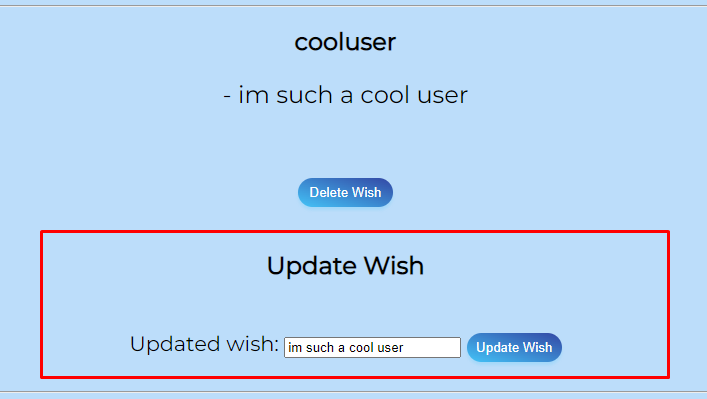 cooluser
- im such a cool user
Delete Wish
Update Wish
Updated wish: im such a cool user Update Wish